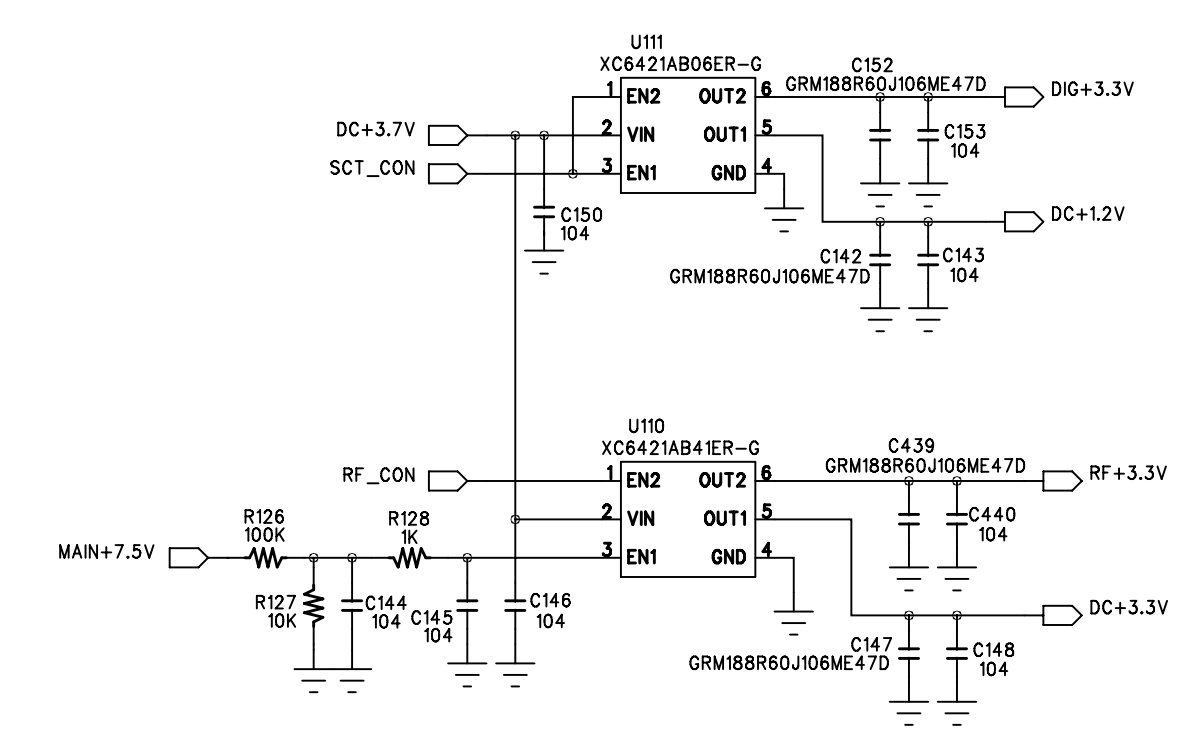 U111
XC6421AB06ER-G
C152
GRM188R60J106ME47D
DIG+3.3V
1 EN2 OUT2 6
DC+3.7V
2 VIN OUT1 5
C153
104
SCT_CON
3 EN1 GND 4
C150
104
DC+1.2V
C142
GRM188R60J106ME47D
C143
104
U110
XC6421AB41ER-G
C439
GRM188R60J106ME47D
RF_CON
1 EN2 OUT2 6
RF+3.3V
R126
100K
R128
1K
2 VIN OUT1 5
C440
104
MAIN+7.5V
3 EN1 GND 4
R127
10K
C144
104
C145
104
C146
104
DC+3.3V
C147
GRM188R60J106ME47D
C148
104